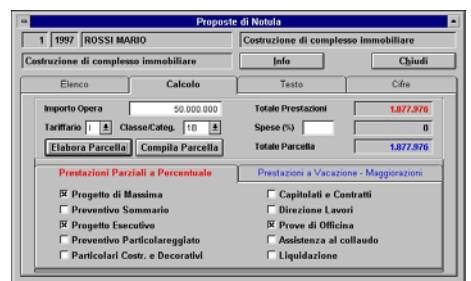 Proposte di Notula
1 1997 ROSSI MARIO Costruzione di complesso immobiliare
Costruzione di complesso immobiliare Info Chiudi
Elenco Calcolo Testo Cifre
Importo Opera 50.000.000 Totale Prestazioni 1.877.976
Tariffario I Classe/Categ. 1B Spese (%) 0
Elabora Parcella Compila Parcella Totale Parcella 1.877.976
Prestazioni Parziali a Percentuale Prestazioni a Vacazione - Maggiorazioni
Progetto di Massima Capitolati e Contratti
Preventivo Sommario Direzione Lavori
Progetto Esecutivo Prove di Officina
Preventivo Particolareggiato Assistenza al collaudo
Particolari Costr. e Decorativi Liquidazione